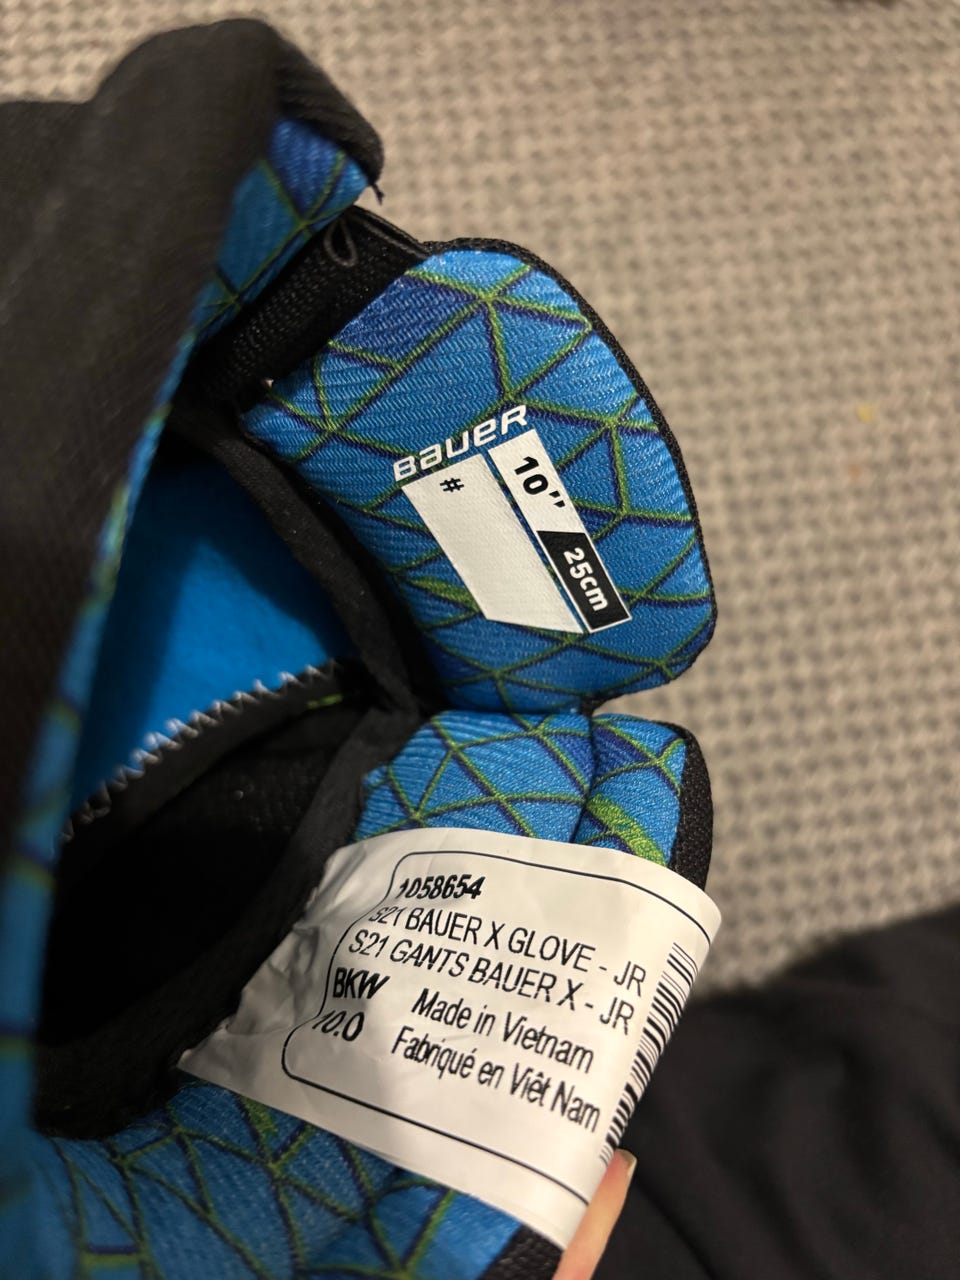 BAUER
#
10"
25cm
1058654
S21 BAUER X GLOVE - JR
S21 GANTS BAUER X - JR
BKW
Made in Vietnam
10.0
Fabriqué en Viêt Nam